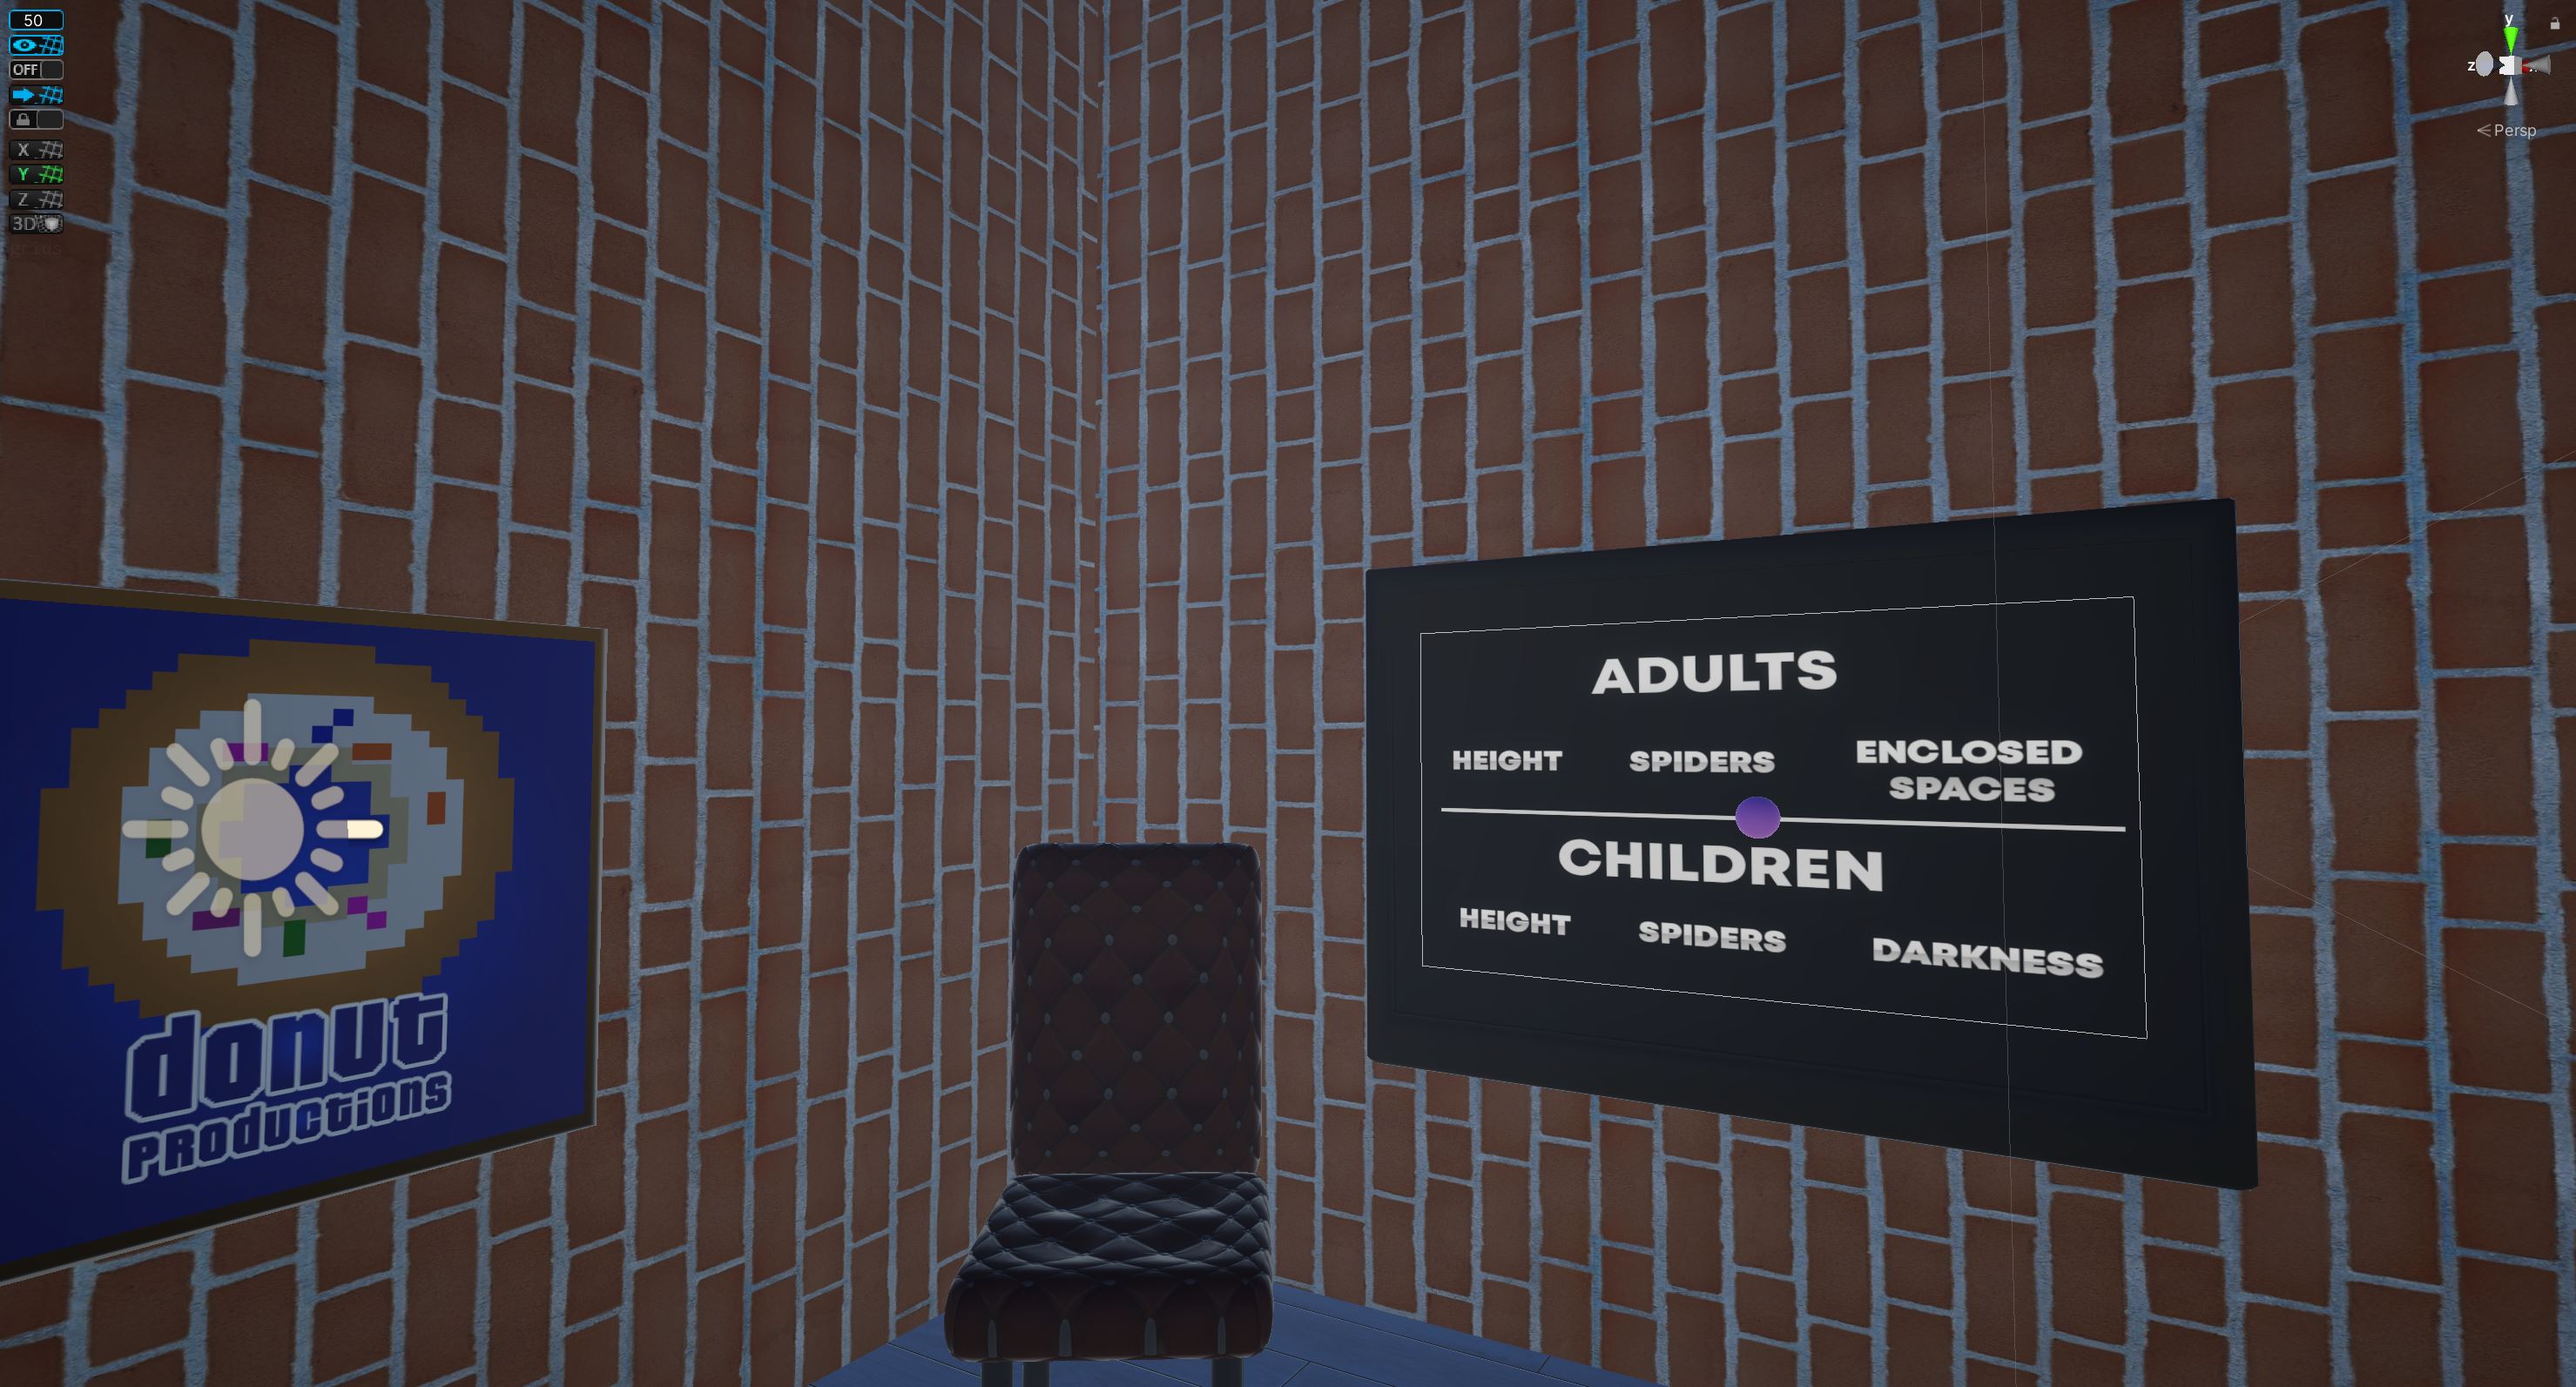 50
OFF
X
Y
Z
3D
y
z
Persp
ADULTS
HEIGHT SPIDERS ENCLOSED
SPACES
CHILDREN
HEIGHT SPIDERS DARKNESS
donut
PRODUCTIONS